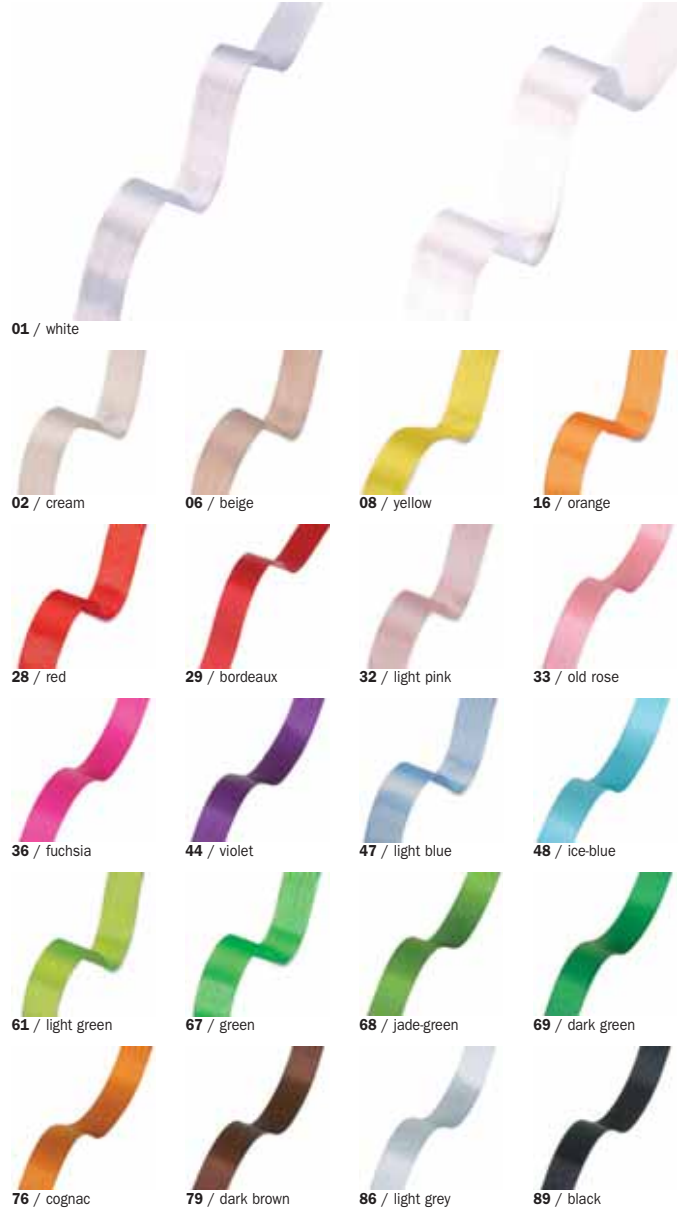 01 / white
02 / cream
06 / beige
08 / yellow
16 / orange
28 / red
29 / bordeaux
32 / light pink
33 / old rose
36 / fuchsia
44 / violet
47 / light blue
48 / ice-blue
61 / light green
67 / green
68 / jade-green
69 / dark green
76 / cognac
79 / dark brown
86 / light grey
89 / black